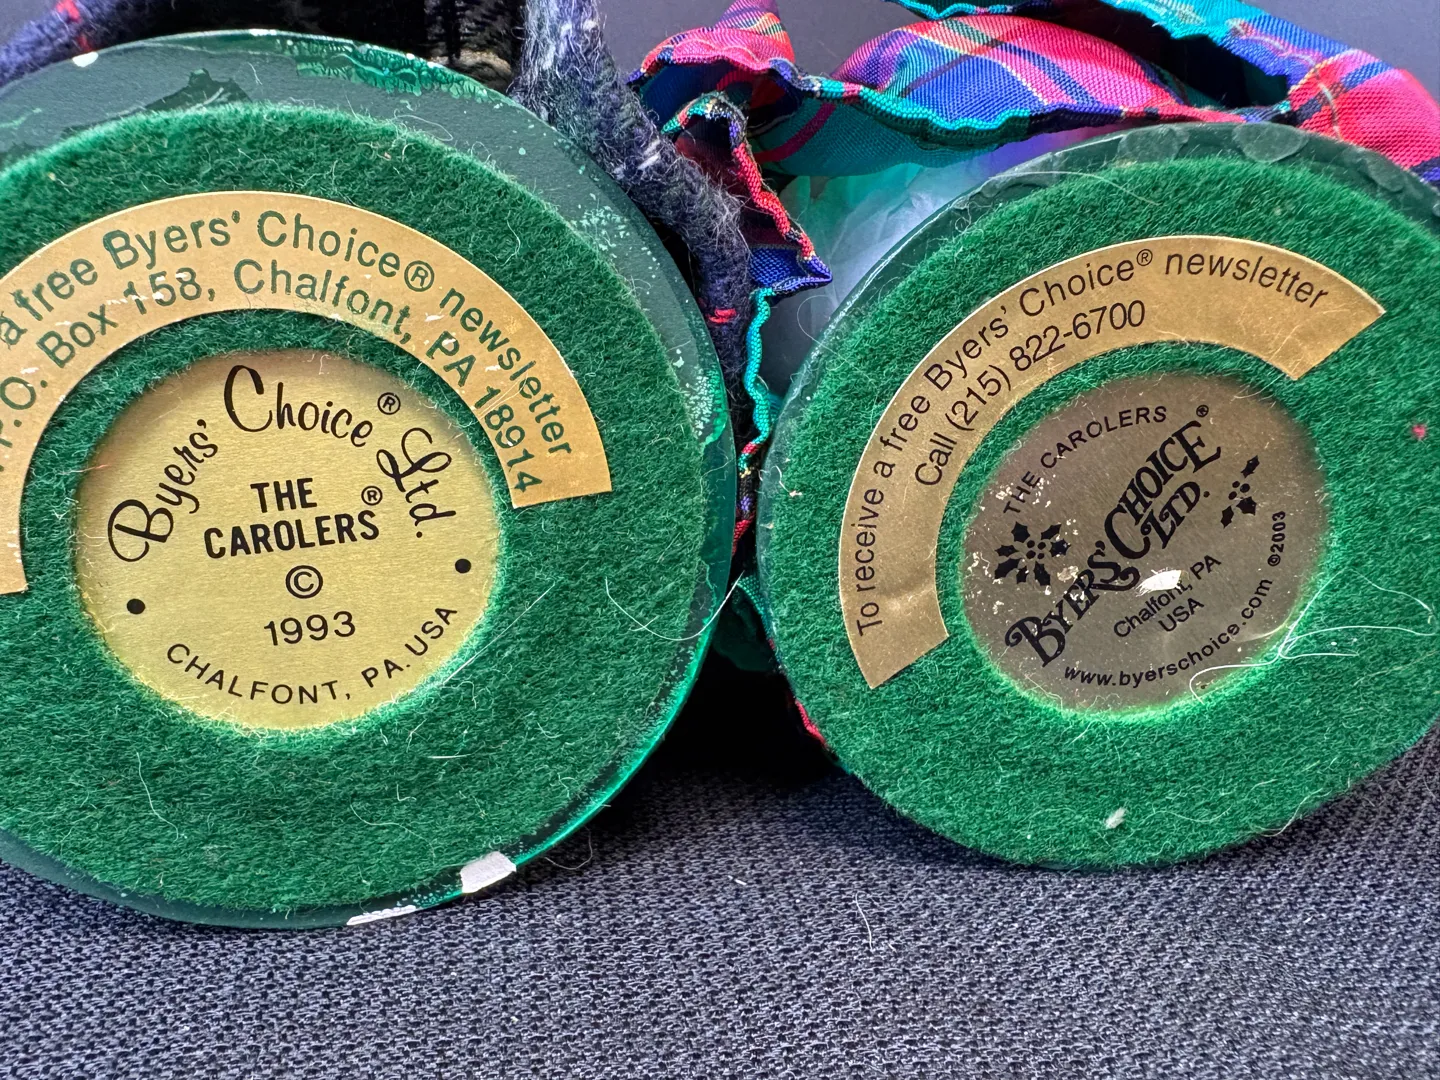 a free Byers' Choice® newsletter
P.O. Box 158, Chalfont, PA 18914
Byers' Choice® Ltd.
THE
CAROLERS®
©
1993
CHALFONT, PA. USA
To receive a free Byers' Choice® newsletter
Call (215) 822-6700
THE CAROLERS®
BYERS' CHOICE
LTD.
Chalfont, PA
USA
www.byerschoice.com ©2003